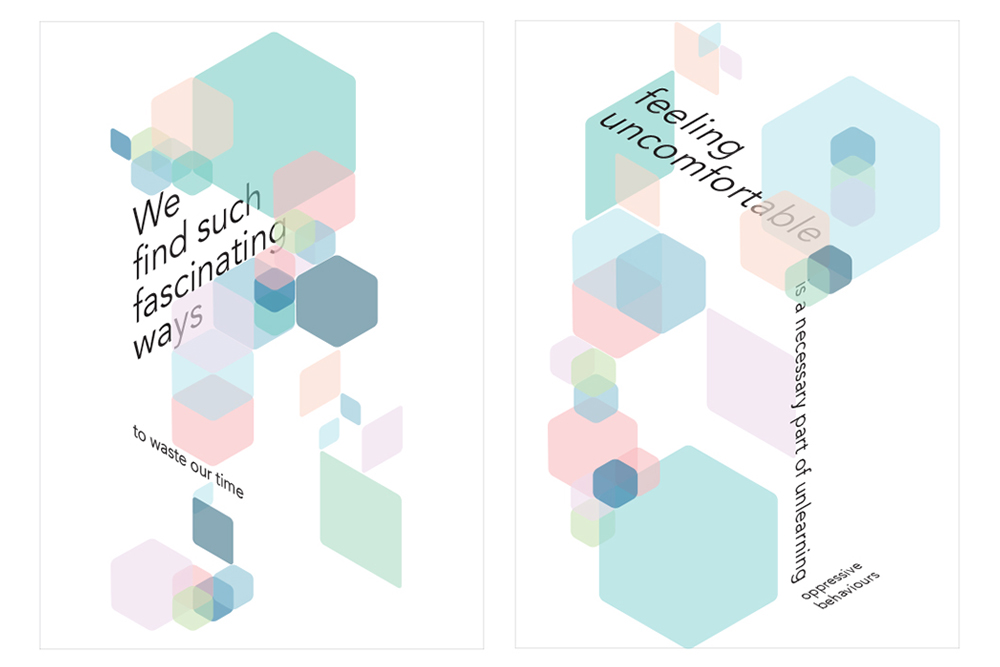 We
find such
fascinating
ways
to waste our time
feeling
uncomfortable
is a necessary part of unlearning
oppressive
behaviours